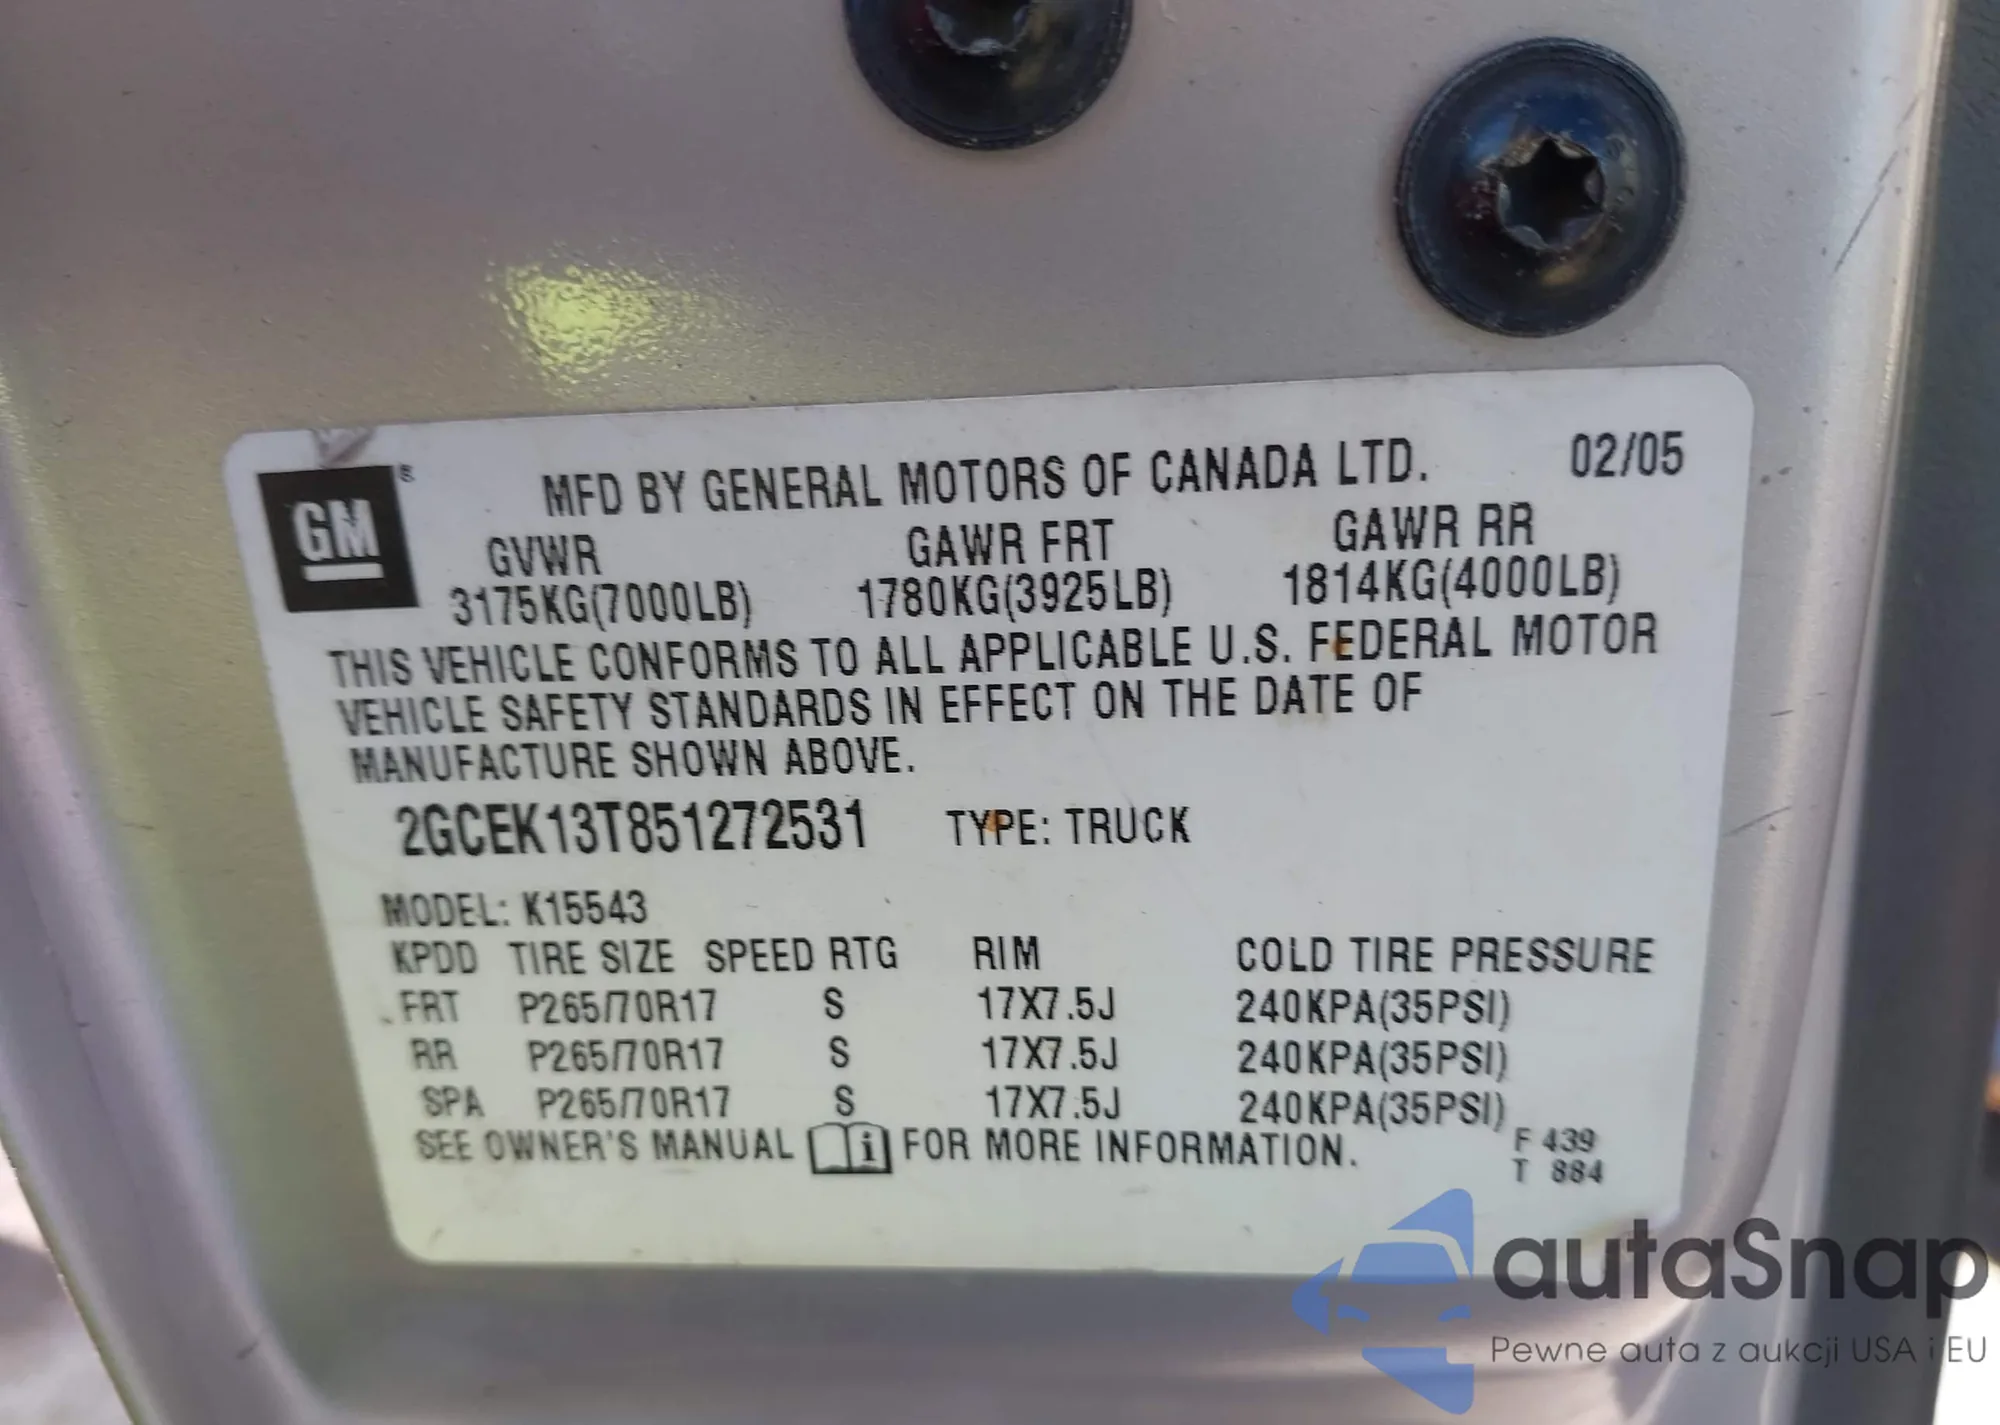 GM
MFD BY GENERAL MOTORS OF CANADA LTD. 02/05
GVWR GAWR FRT GAWR RR
3175KG(7000LB) 1780KG(3925LB) 1814KG(4000LB)
THIS VEHICLE CONFORMS TO ALL APPLICABLE U.S. FEDERAL MOTOR
VEHICLE SAFETY STANDARDS IN EFFECT ON THE DATE OF
MANUFACTURE SHOWN ABOVE.
2GCEK13T851272531 TYPE: TRUCK
MODEL: K15543
KPDD TIRE SIZE SPEED RTG RIM COLD TIRE PRESSURE
FRT P265/70R17 S 17X7.5J 240KPA(35PSI)
RR P265/70R17 S 17X7.5J 240KPA(35PSI)
SPA P265/70R17 S 17X7.5J 240KPA(35PSI)
SEE OWNER'S MANUAL i FOR MORE INFORMATION.
F 439
T 884
autaSnap
Pewne auta z aukcji USA i EU